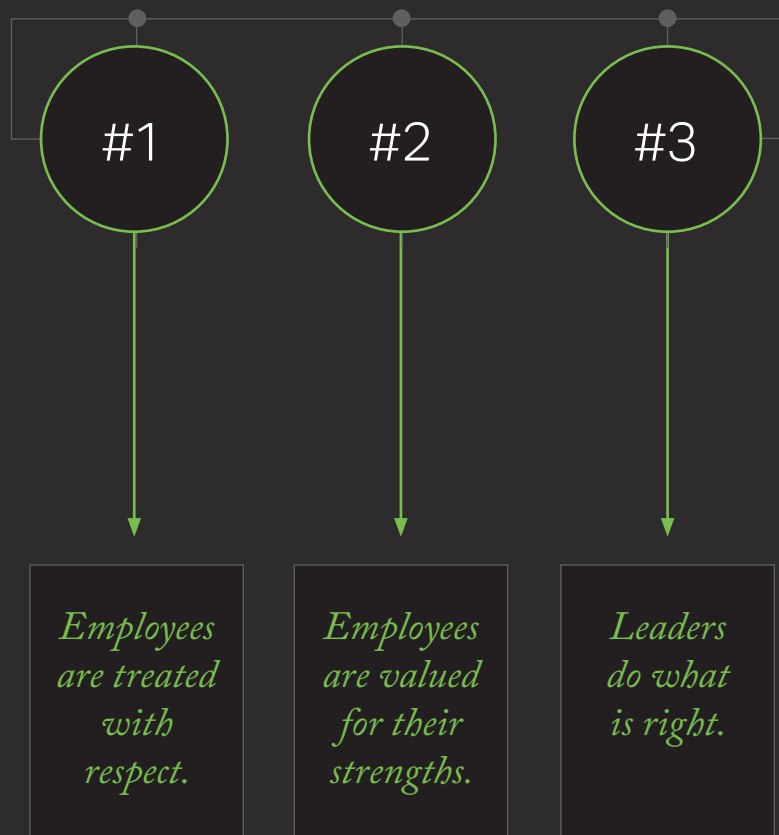 #1
#2
#3
Employees
are treated
with
respect.
Employees
are valued
for their
strengths.
Leaders
do what
is right.